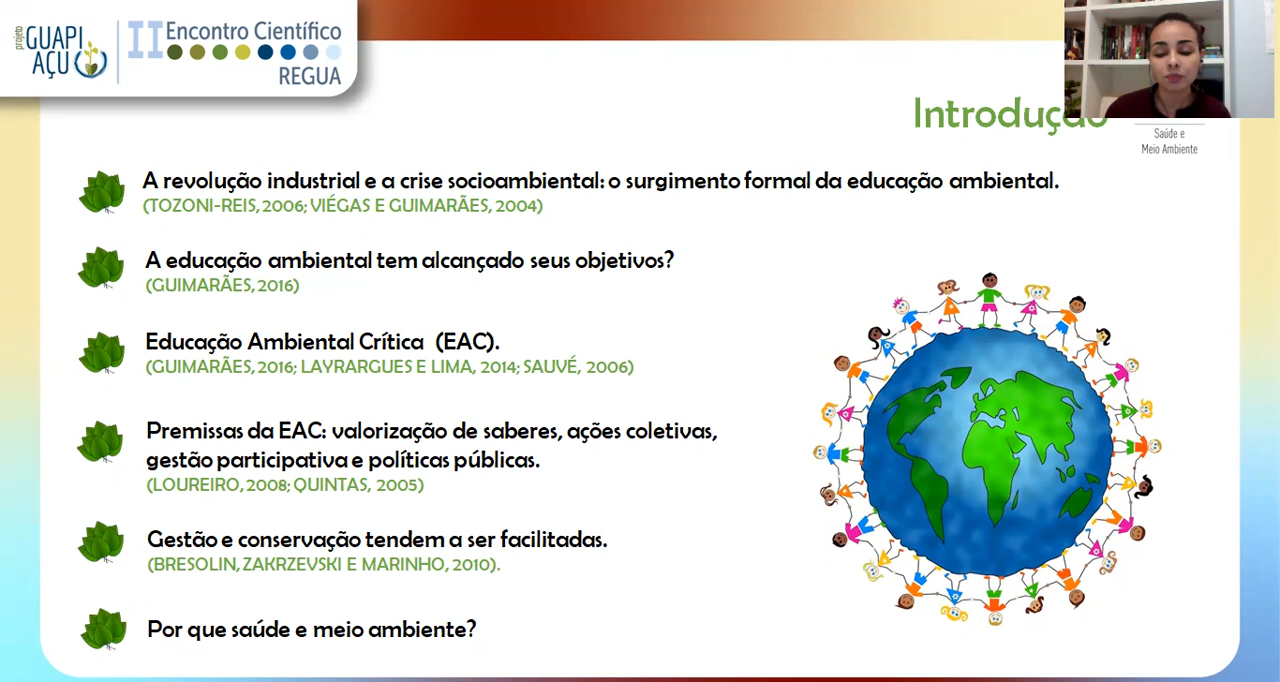 projeto
GUAPI
AÇU
II Encontro Científico
REGUA
Introdução
Saúde e
Meio Ambiente
A revolução industrial e a crise socioambiental: o surgimento formal da educação ambiental.
(TOZONI-REIS, 2006; VIÉGAS E GUIMARÃES, 2004)
A educação ambiental tem alcançado seus objetivos?
(GUIMARÃES, 2016)
Educação Ambiental Crítica (EAC).
(GUIMARÃES, 2016; LAYRARGUES E LIMA, 2014; SAUVÉ, 2006)
Premissas da EAC: valorização de saberes, ações coletivas,
gestão participativa e políticas públicas.
(LOUREIRO, 2008; QUINTAS, 2005)
Gestão e conservação tendem a ser facilitadas.
(BRESOLIN, ZAKRZEVSKI E MARINHO, 2010).
Por que saúde e meio ambiente?